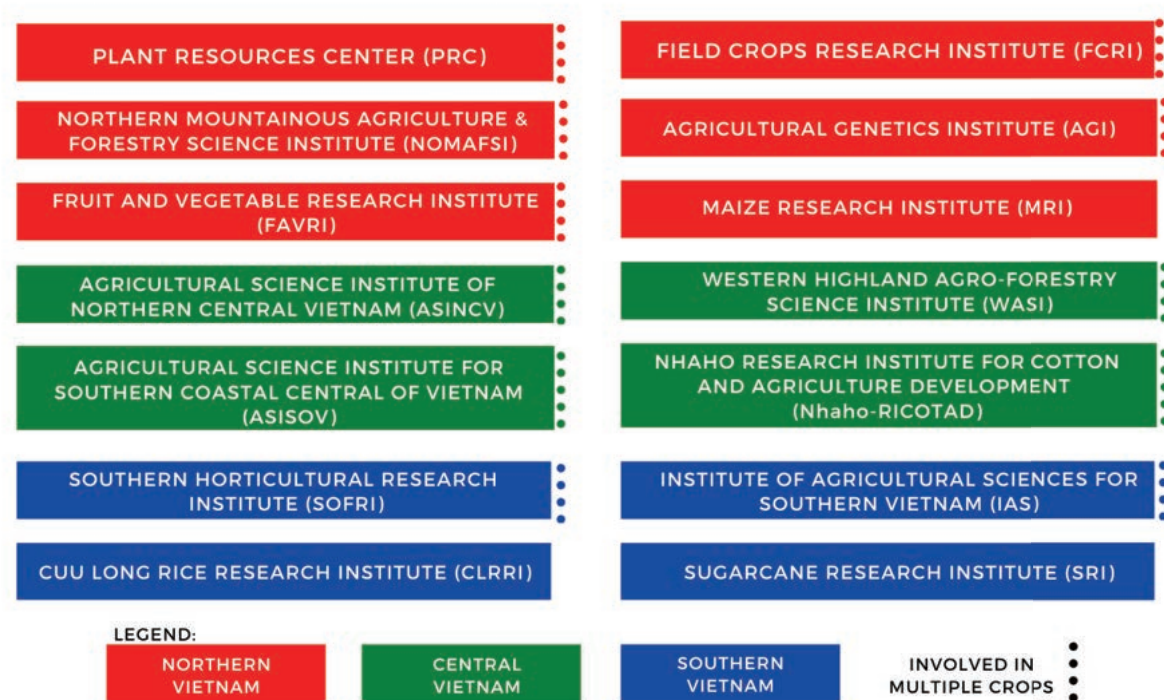 PLANT RESOURCES CENTER (PRC)
FIELD CROPS RESEARCH INSTITUTE (FCRI)
NORTHERN MOUNTAINOUS AGRICULTURE &
FORESTRY SCIENCE INSTITUTE (NOMAFSI)
AGRICULTURAL GENETICS INSTITUTE (AGI)
FRUIT AND VEGETABLE RESEARCH INSTITUTE
(FAVRI)
MAIZE RESEARCH INSTITUTE (MRI)
AGRICULTURAL SCIENCE INSTITUTE OF
NORTHERN CENTRAL VIETNAM (ASINCV)
WESTERN HIGHLAND AGRO-FORESTRY
SCIENCE INSTITUTE (WASI)
AGRICULTURAL SCIENCE INSTITUTE FOR
SOUTHERN COASTAL CENTRAL OF VIETNAM
(ASISOV)
NHAHO RESEARCH INSTITUTE FOR COTTON
AND AGRICULTURE DEVELOPMENT
(Nhaho-RICOTAD)
SOUTHERN HORTICULTURAL RESEARCH
INSTITUTE (SOFRI)
INSTITUTE OF AGRICULTURAL SCIENCES FOR
SOUTHERN VIETNAM (IAS)
CUU LONG RICE RESEARCH INSTITUTE (CLRRI)
SUGARCANE RESEARCH INSTITUTE (SRI)
LEGEND:
NORTHERN
VIETNAM
CENTRAL
VIETNAM
SOUTHERN
VIETNAM
INVOLVED IN
MULTIPLE CROPS